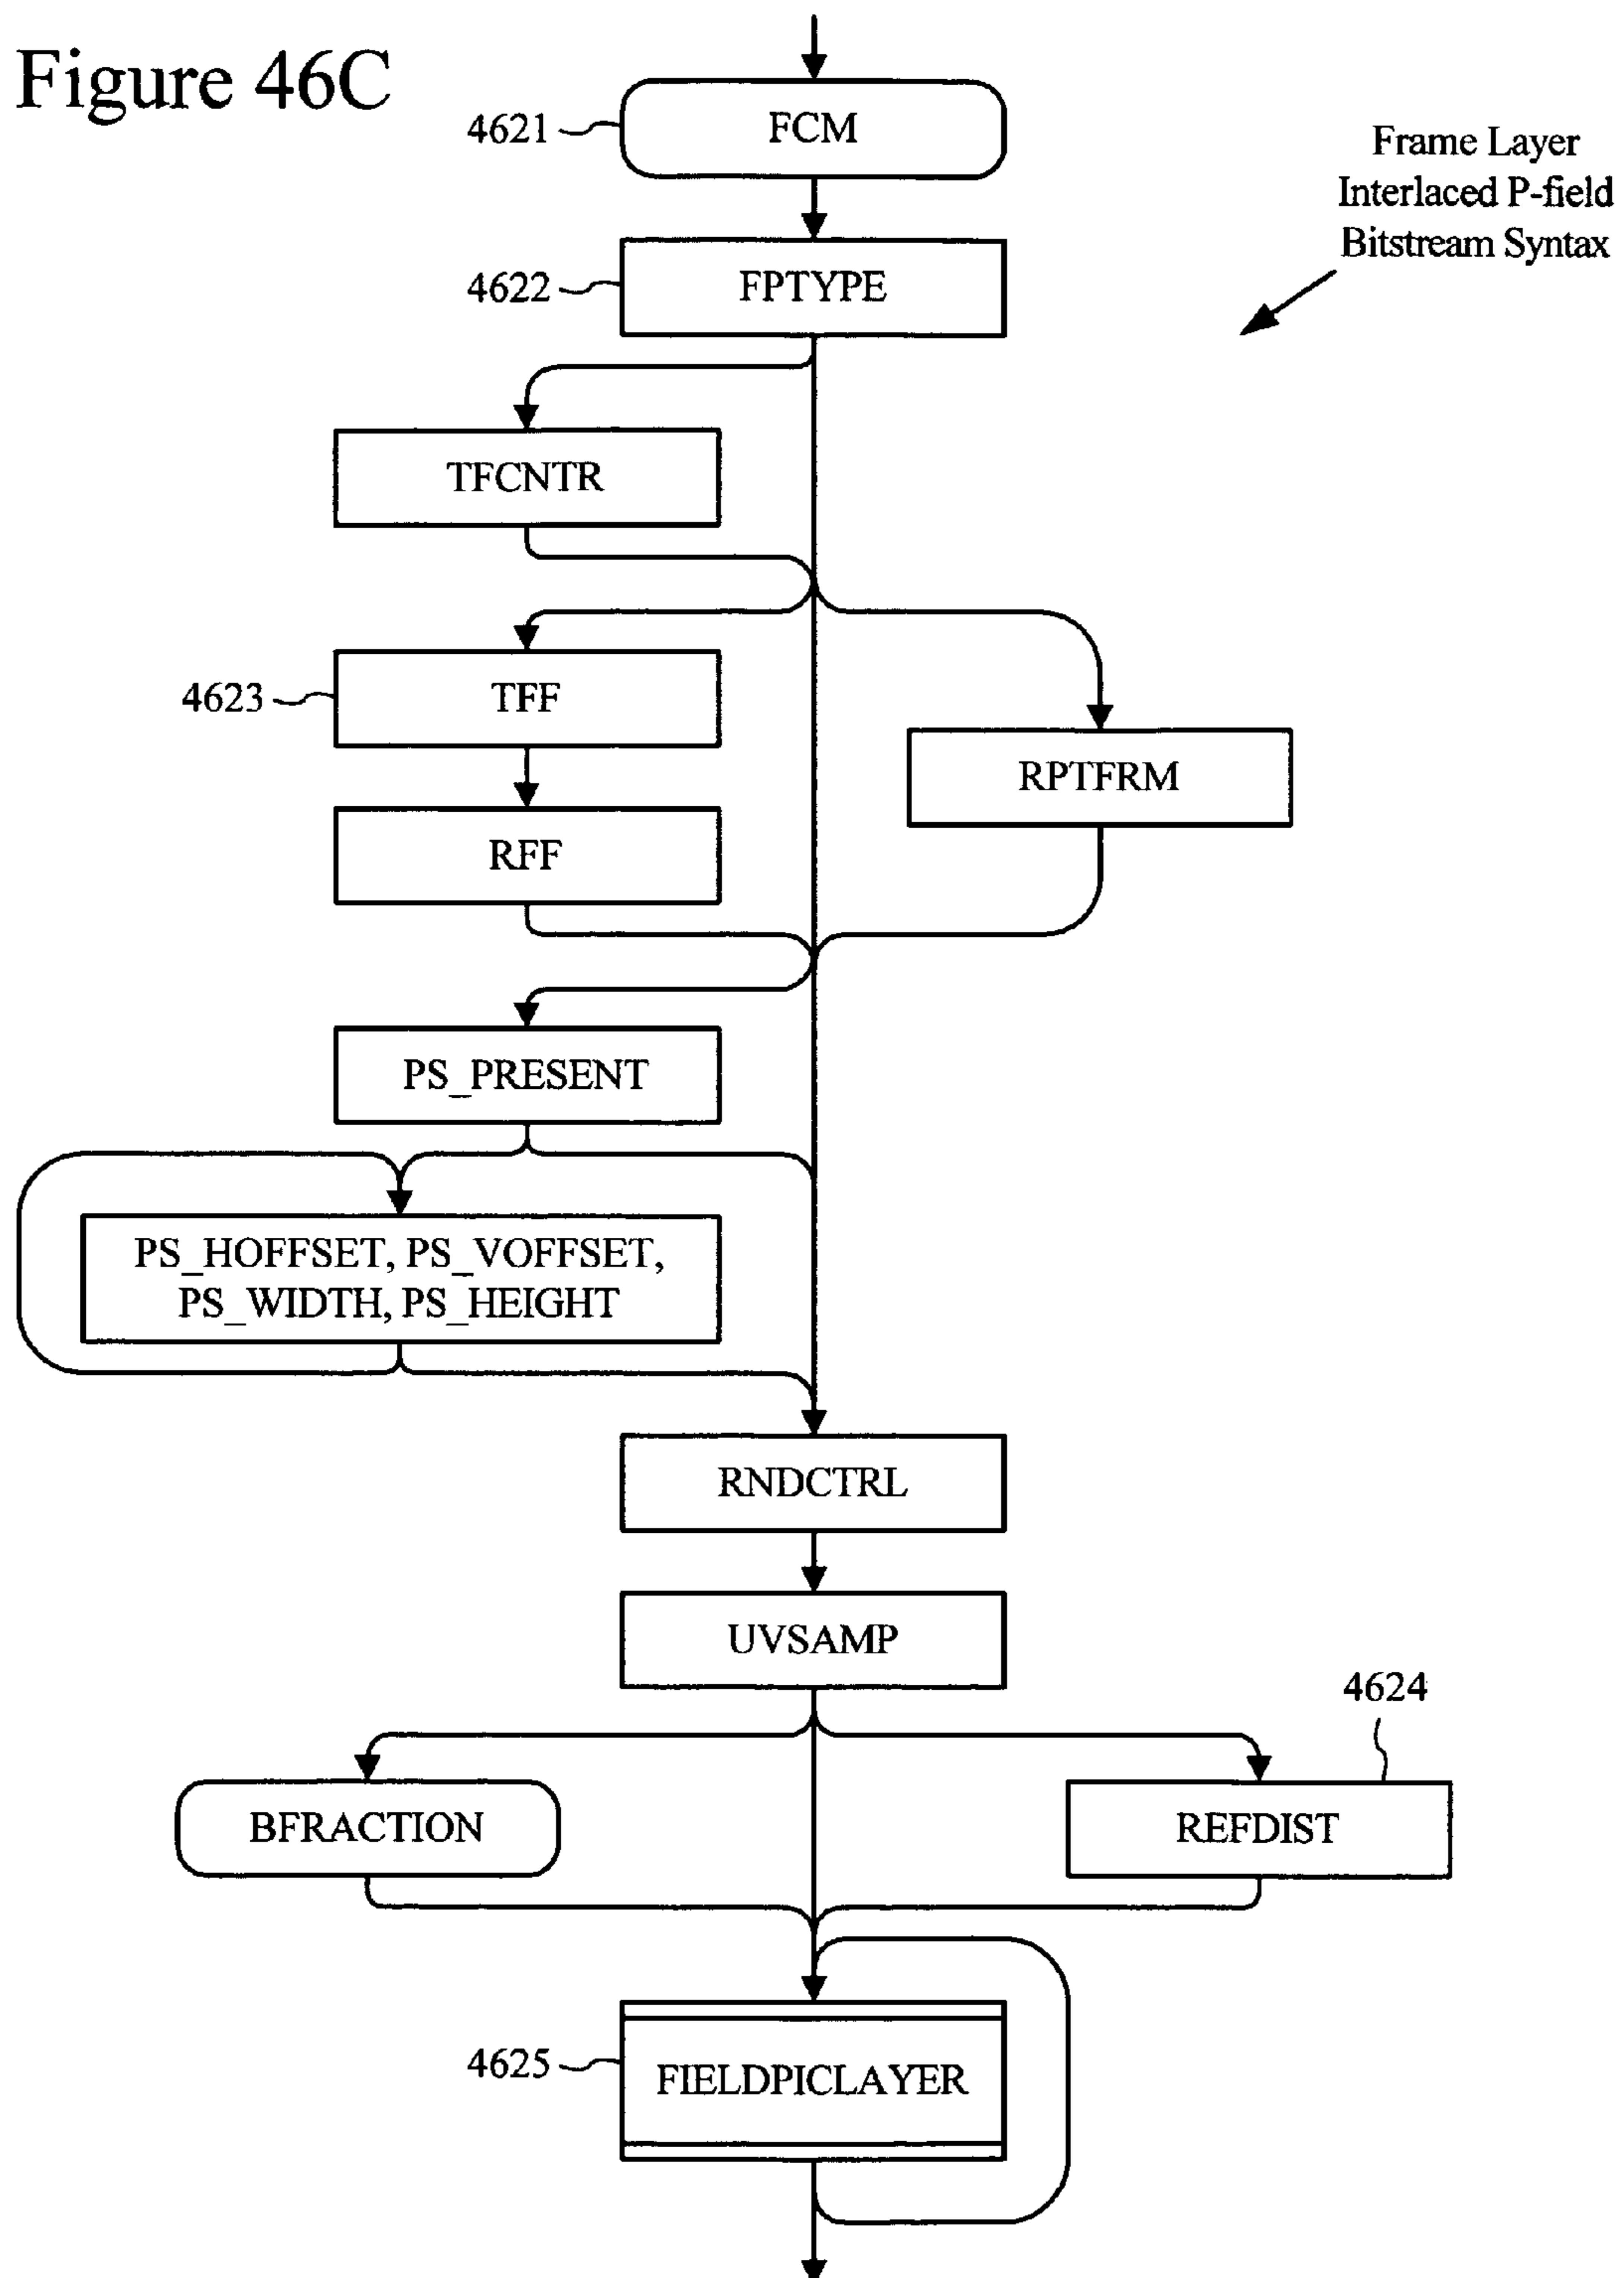 Figure 46C
4621
FCM
Frame Layer
Interlaced P-field
Bitstream Syntax
4622
FPTYPE
TFCNTR
4623
TFF
RPTFRM
RFF
PS_PRESENT
PS_HOFFSET, PS_VOFFSET,
PS_WIDTH, PS_HEIGHT
RNDCTRL
UVSAMP
4624
BFRACTION
REFDIST
4625
FIELDPICLAYER